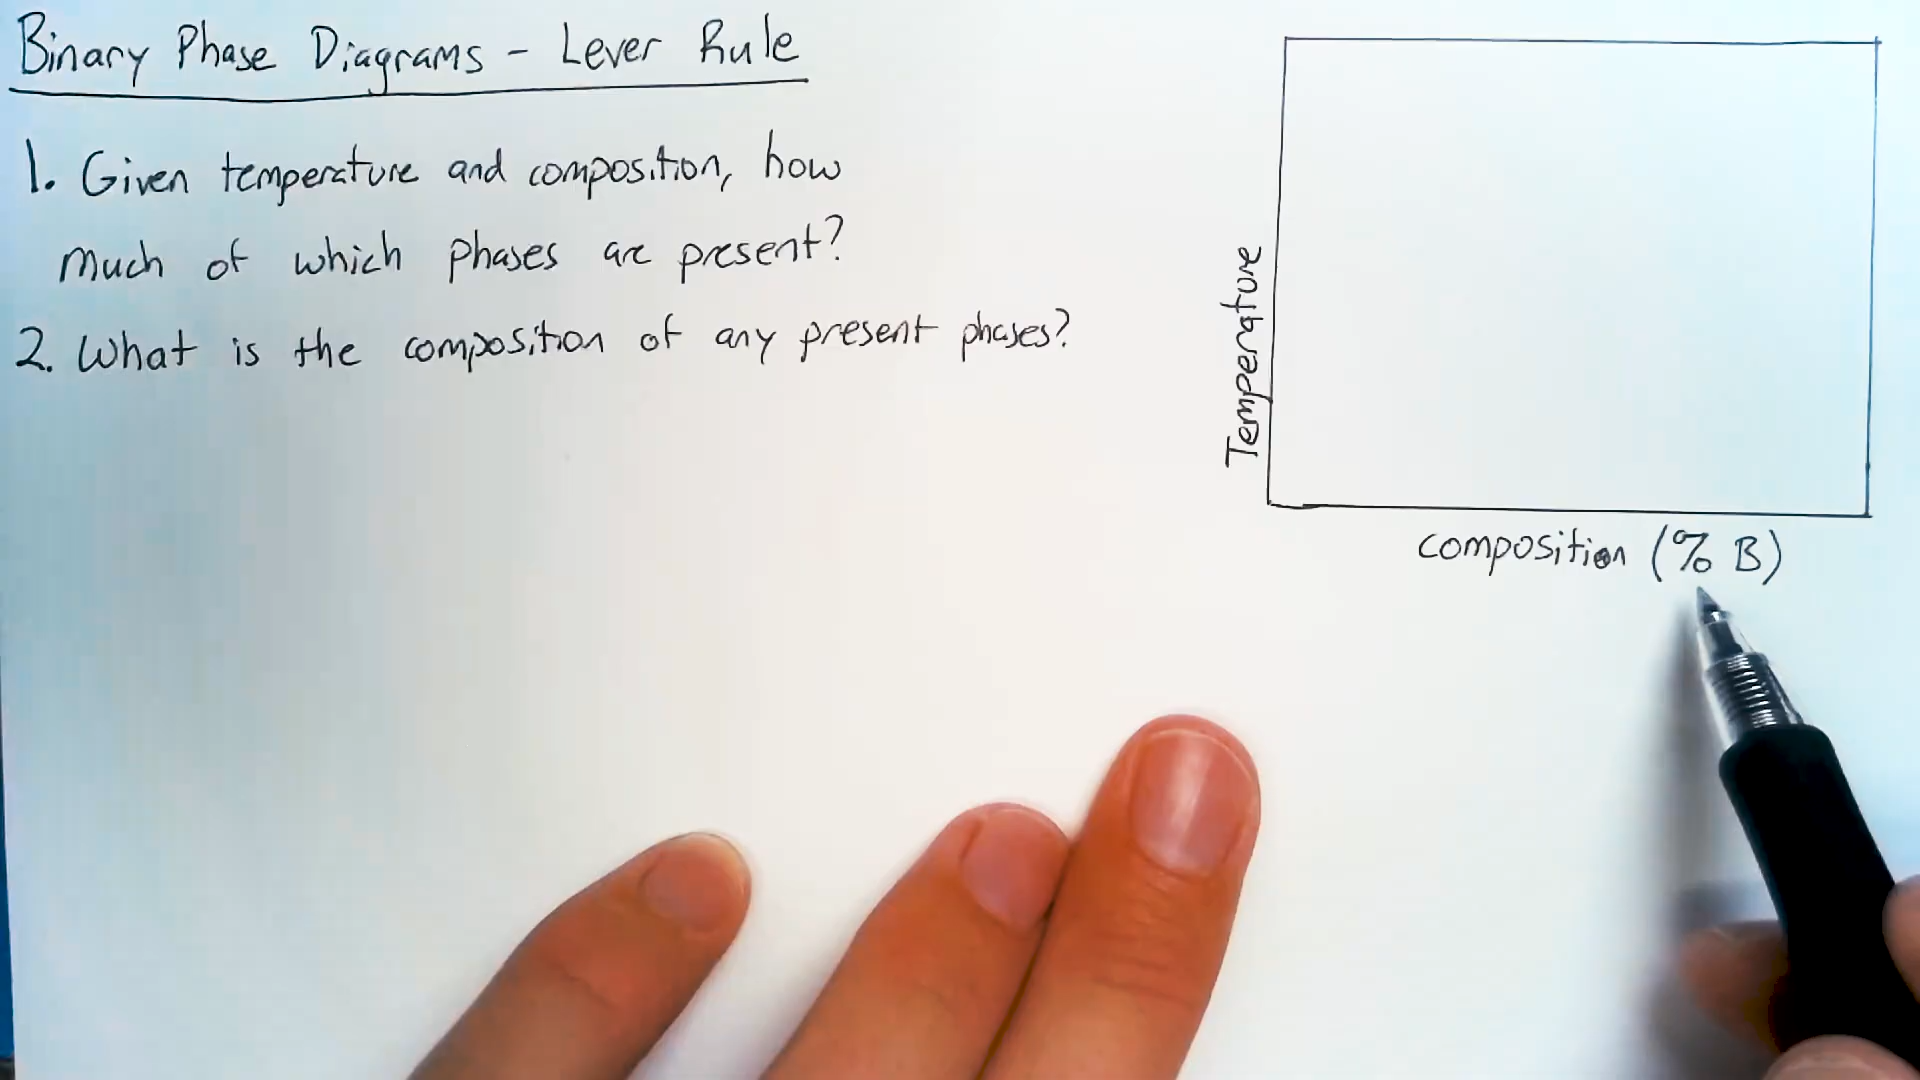 Binary Phase Diagrams - Lever Rule
1. Given temperature and composition, how
much of which phases are present?
2. What is the composition of any present phases?
Temperature
composition (% B)